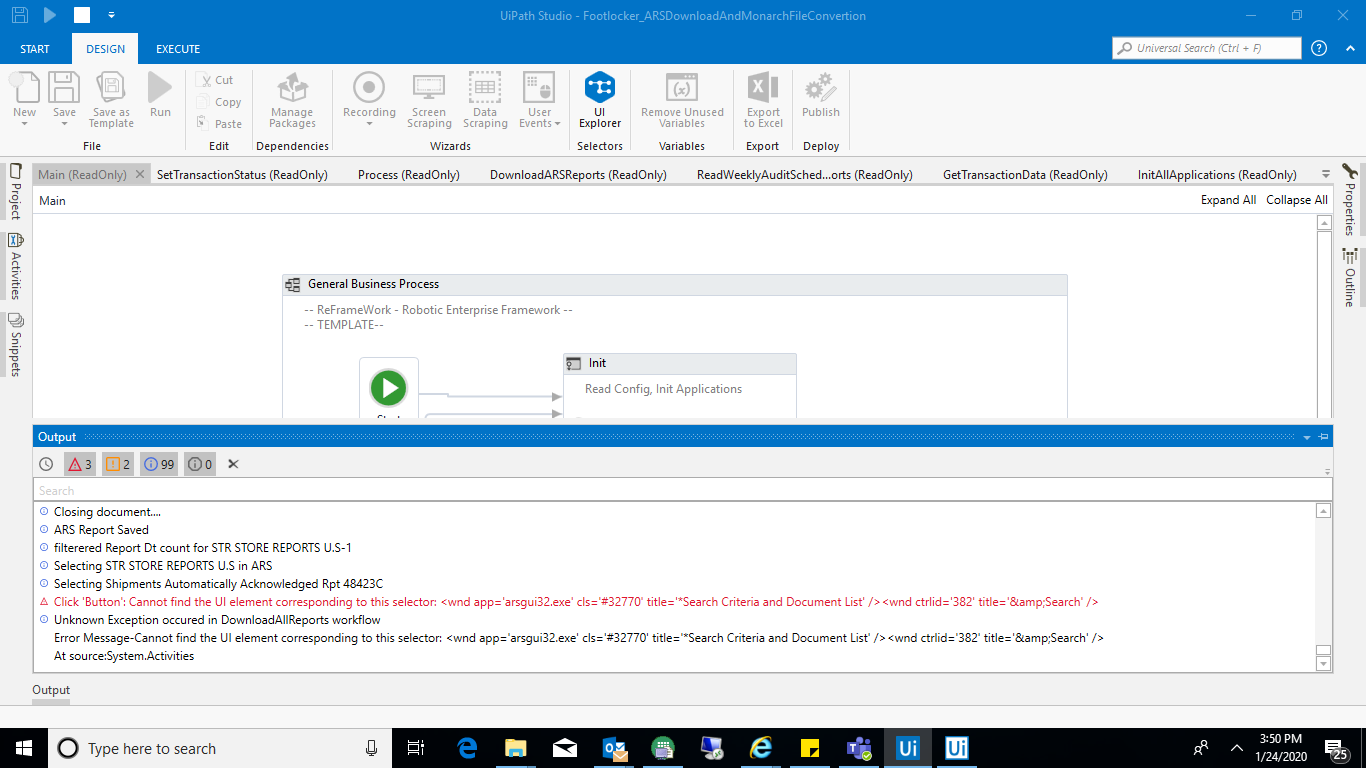 UiPath Studio - Footlocker_ARSDownloadAndMonarchFileConvertion
START DESIGN EXECUTE
Universal Search (Ctrl + F)
New
Save
Save as Template
Run
Cut
Copy
Paste
Manage Packages
Recording
Screen Scraping
Data Scraping
User Events
UI Explorer
Remove Unused Variables
Export to Excel
Publish
File Edit Dependencies Wizards Selectors Variables Export Deploy
Main (ReadOnly) SetTransactionStatus (ReadOnly) Process (ReadOnly) DownloadARSReports (ReadOnly) ReadWeeklyAuditSched...orts (ReadOnly) GetTransactionData (ReadOnly) InitAllApplications (ReadOnly)
Project
Activities
Snippets
Properties
Outline
Main Expand All Collapse All
General Business Process
-- ReFrameWork - Robotic Enterprise Framework --
-- TEMPLATE--
Init
Read Config, Init Applications
Start
Output
3 2 99 0
Search
Closing document....
ARS Report Saved
filterered Report Dt count for STR STORE REPORTS U.S-1
Selecting STR STORE REPORTS U.S in ARS
Selecting Shipments Automatically Acknowledged Rpt 48423C
Click 'Button': Cannot find the UI element corresponding to this selector: <wnd app='arsgui32.exe' cls='#32770' title='*Search Criteria and Document List' /><wnd ctrlid='382' title='&amp;Search' />
Unknown Exception occured in DownloadAllReports workflow
Error Message-Cannot find the UI element corresponding to this selector: <wnd app='arsgui32.exe' cls='#32770' title='*Search Criteria and Document List' /><wnd ctrlid='382' title='&amp;Search' />
At source:System.Activities
Output
Type here to search
Ui
Ui
3:50 PM
1/24/2020
25